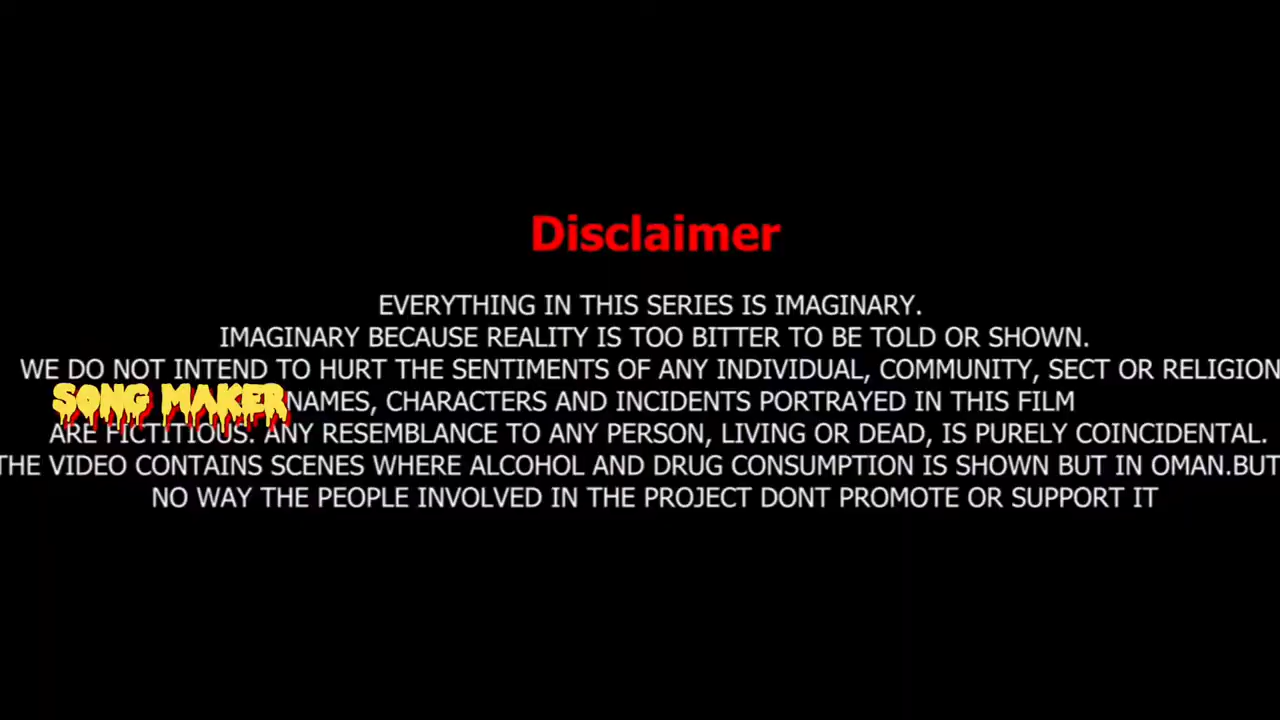 Disclaimer
EVERYTHING IN THIS SERIES IS IMAGINARY.
IMAGINARY BECAUSE REALITY IS TOO BITTER TO BE TOLD OR SHOWN.
WE DO NOT INTEND TO HURT THE SENTIMENTS OF ANY INDIVIDUAL, COMMUNITY, SECT OR RELIGION
SONG MAKER
NAMES, CHARACTERS AND INCIDENTS PORTRAYED IN THIS FILM
ARE FICTITIOUS. ANY RESEMBLANCE TO ANY PERSON, LIVING OR DEAD, IS PURELY COINCIDENTAL.
THE VIDEO CONTAINS SCENES WHERE ALCOHOL AND DRUG CONSUMPTION IS SHOWN BUT IN OMAN.BUT
NO WAY THE PEOPLE INVOLVED IN THE PROJECT DONT PROMOTE OR SUPPORT IT